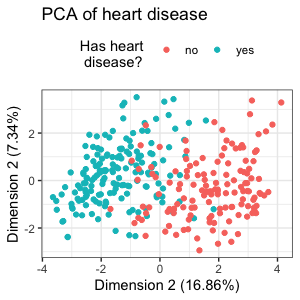 PCA of heart disease
Has heart
disease?
no
yes
Dimension 2 (7.34%)
2
0
-2
-4
-2
0
2
4
Dimension 2 (16.86%)